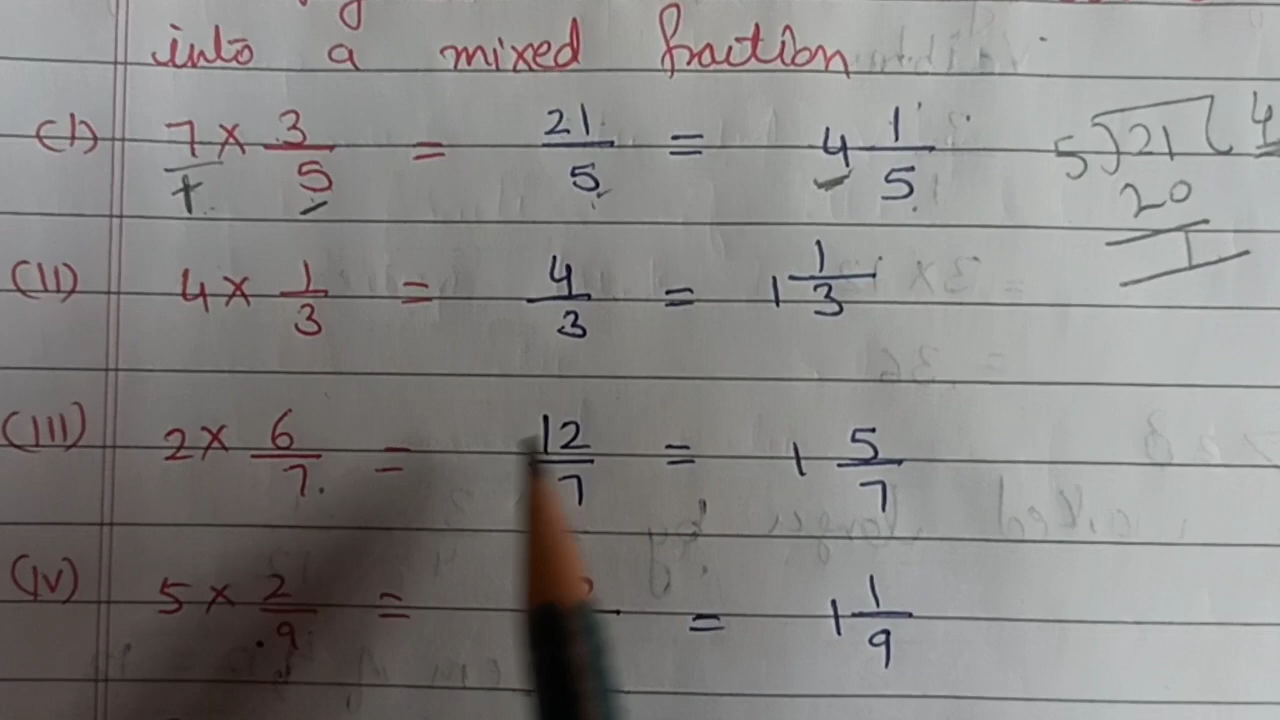 into a mixed fraction
(I) 7/1 × 3/5 = 21/5 = 4 1/5 5)21(4
20
1
(II) 4 × 1/3 = 4/3 = 1 1/3
(III) 2 × 6/7 = 12/7 = 1 5/7
(IV) 5 × 2/9 = = 1 1/9